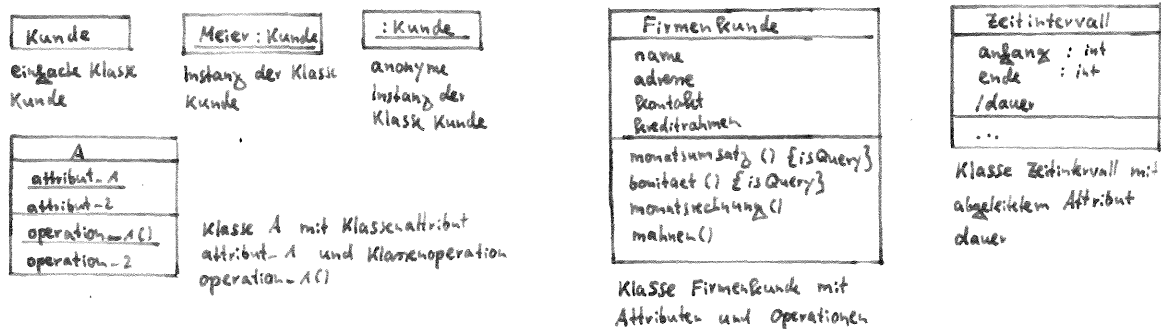 Kunde
einfache Klasse
Kunde
Meier : Kunde
Instanz der Klasse
Kunde
: Kunde
anonyme
Instanz der
Klasse Kunde
A
attribut_1
attribut_2
operation_1()
operation_2
Klasse A mit Klassenattribut
attribut_1 und Klassenoperation
operation_1()
Firmenkunde
name
adresse
kontakt
kreditrahmen
monatsumsatz () {isQuery}
bonitaet () {isQuery}
monatsrechnung ()
mahnen ()
Klasse Firmenkunde mit
Attributen und Operationen
Zeitintervall
anfang : int
ende : int
/dauer
...
Klasse Zeitintervall mit
abgeleitetem Attribut
dauer